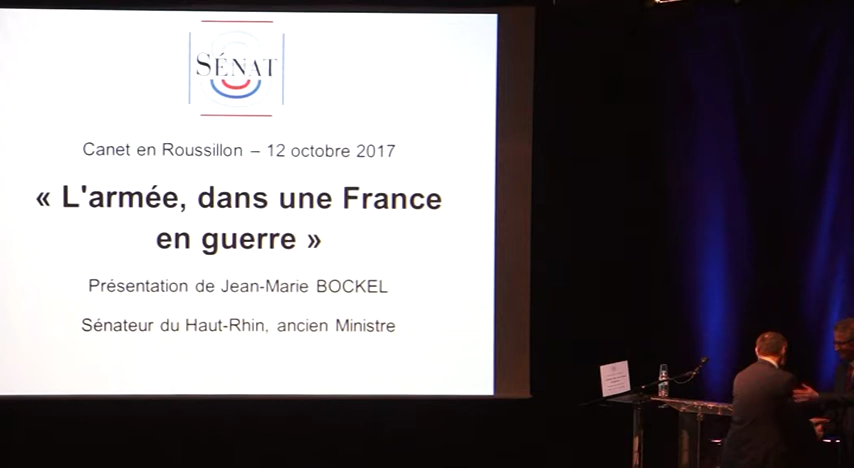 SÉNAT
Canet en Roussillon – 12 octobre 2017
« L'armée, dans une France
en guerre »
Présentation de Jean-Marie BOCKEL
Sénateur du Haut-Rhin, ancien Ministre